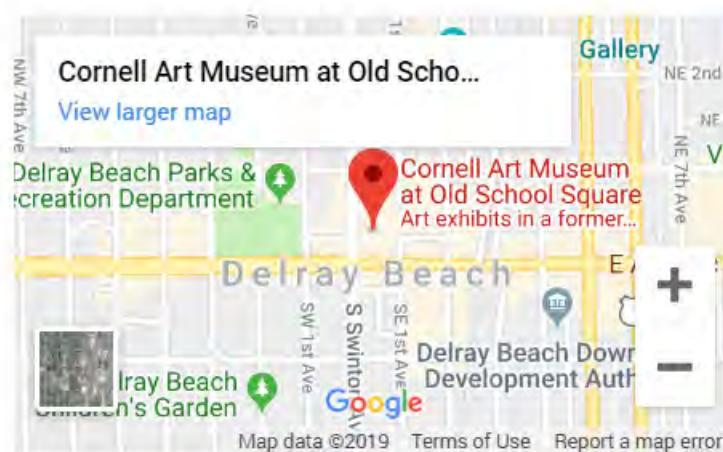 Cornell Art Museum at Old Scho...
View larger map
Gallery
NE 2nd
NW 7th Ave
NE
NE 7th Ave
V
Delray Beach Parks &
ecreation Department
Cornell Art Museum
at Old School Square
Art exhibits in a former...
Delray Beach
E A
SW 1st Ave
S Swinton Av
SE 1st Ave
Delray Beach Down
Development Auth
lray Beach
Children's Garden
Google
+
−
Map data ©2019 Terms of Use Report a map error